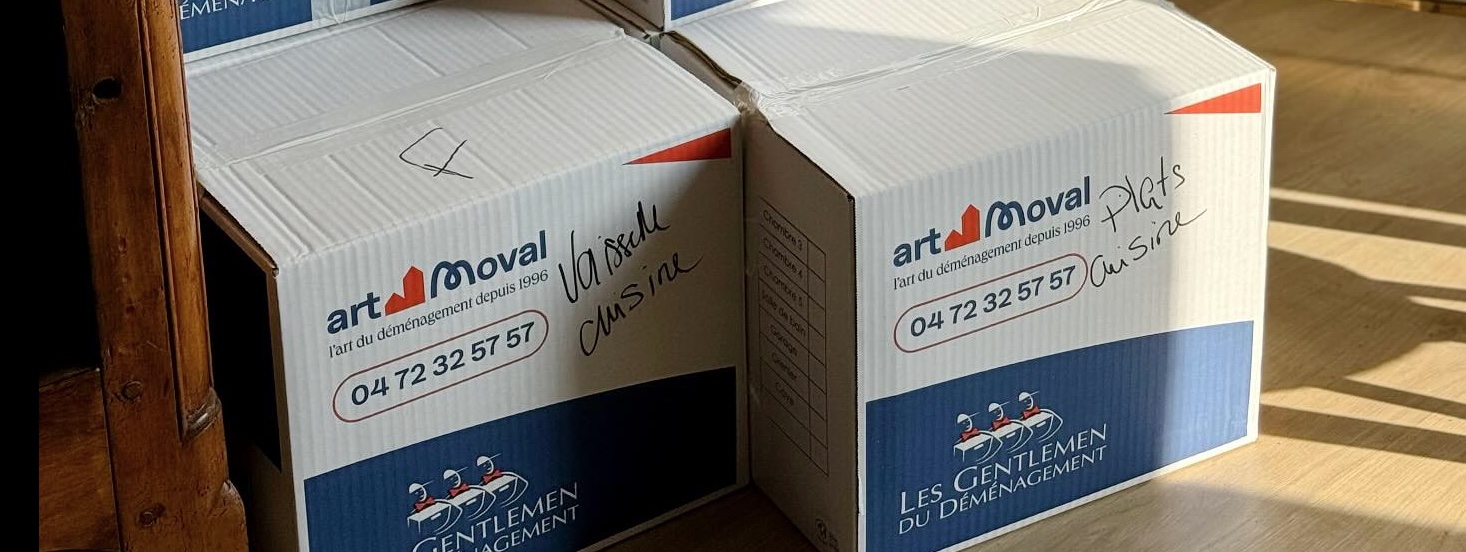 ÉMEN
art Moval
l'art du déménagement depuis 1996
04 72 32 57 57
Vaisselle
cuisine
GENTLEMEN
AGEMENT
Chambre 3
Chambre 4
Chambre 5
Salle de bain
Garage
Grenier
Cave
art Moval
l'art du déménagement depuis 1996
04 72 32 57 57
Plats
cuisine
LES GENTLEMEN
DU DÉMÉNAGEMENT